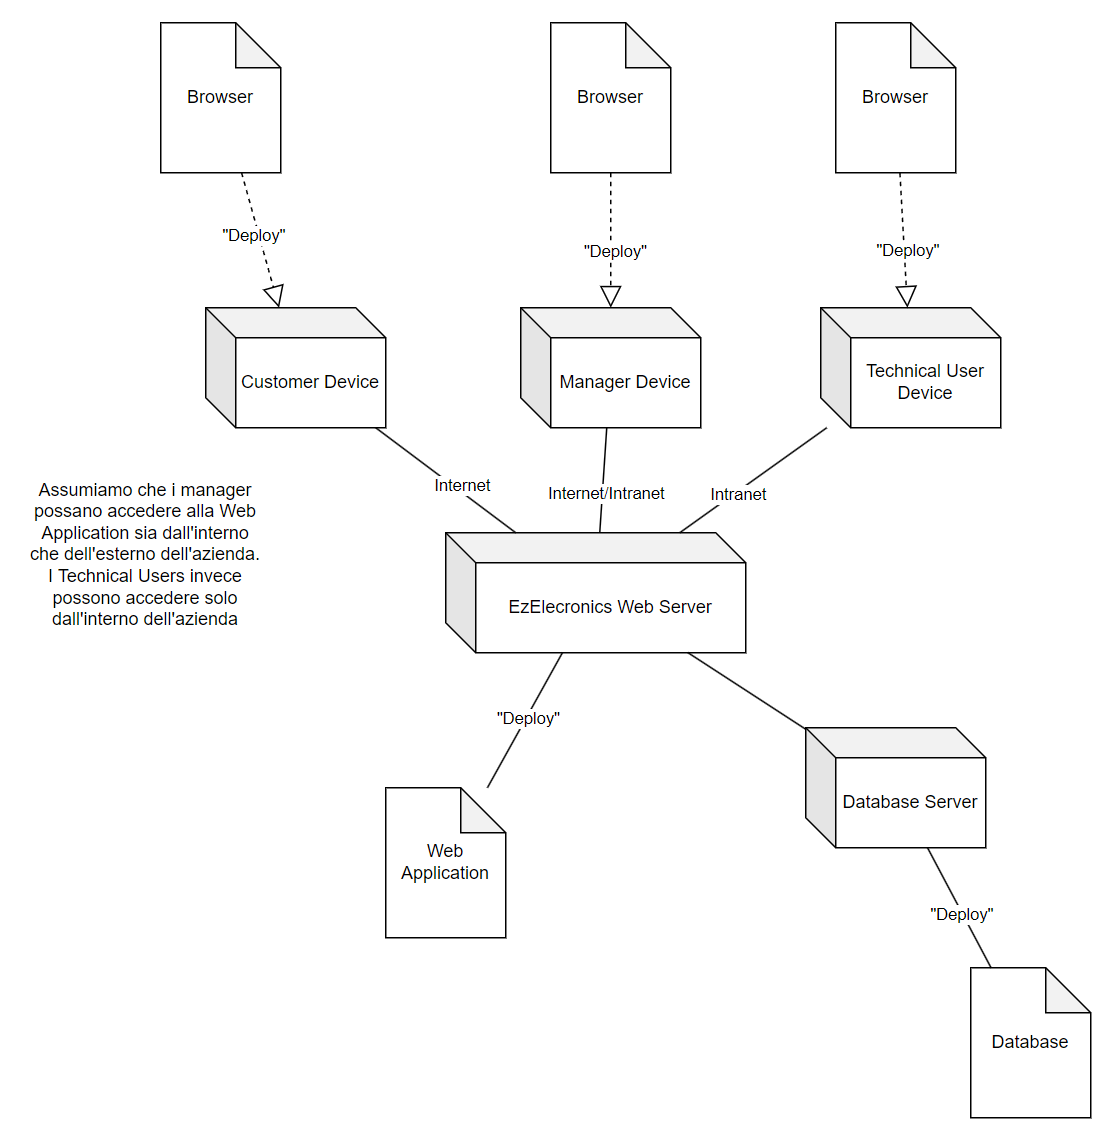 Browser
Browser
Browser
"Deploy"
"Deploy"
"Deploy"
Customer Device
Manager Device
Technical User
Device
Internet
Internet/Intranet
Intranet
Assumiamo che i manager
possano accedere alla Web
Application sia dall'interno
che dell'esterno dell'azienda.
I Technical Users invece
possono accedere solo
dall'interno dell'azienda
EzElecronics Web Server
"Deploy"
Database Server
Web
Application
"Deploy"
Database